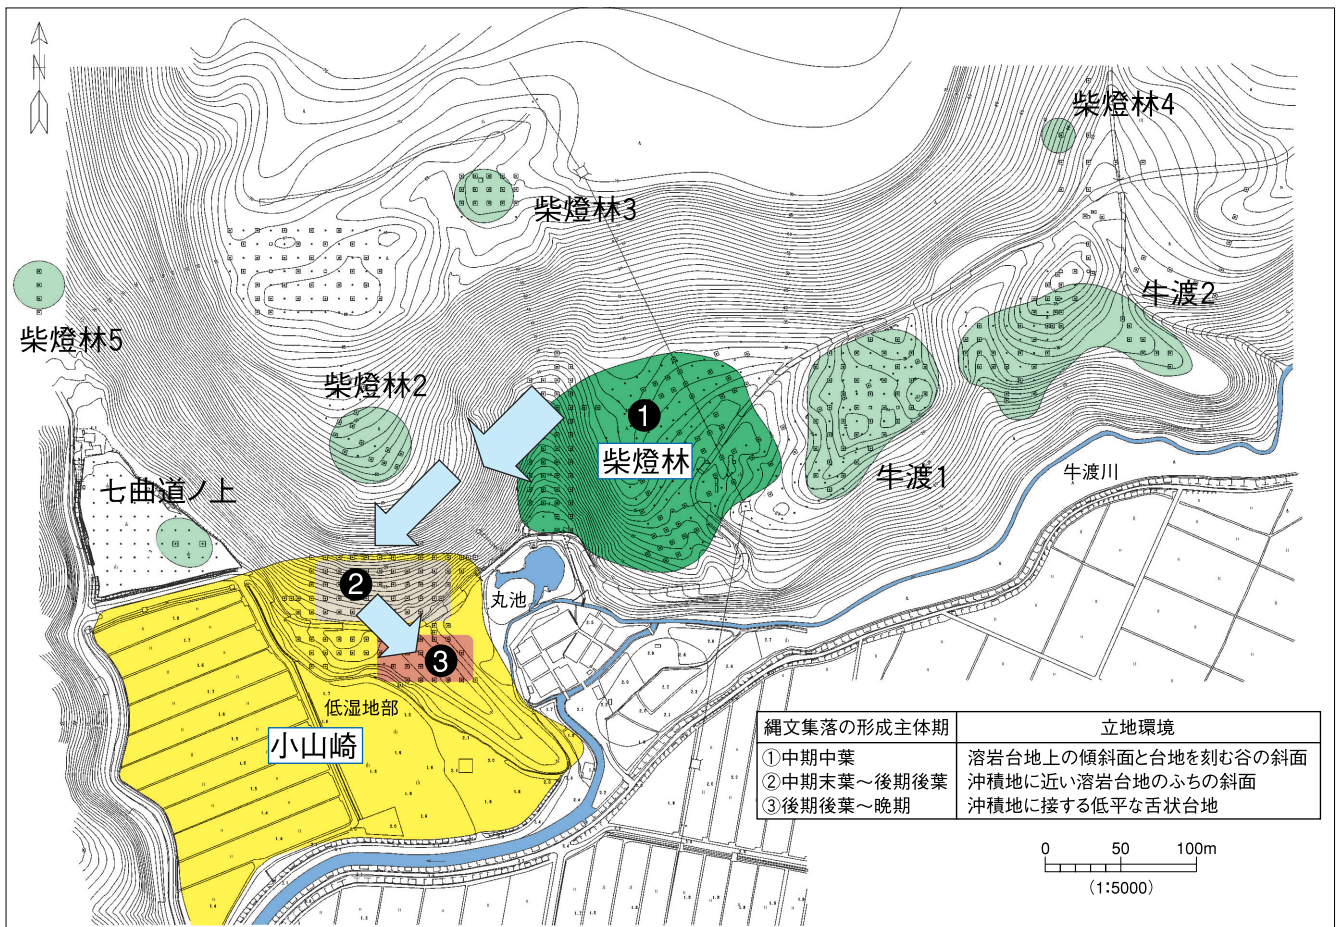 N
柴燈林4
柴燈林3
牛渡2
柴燈林5
柴燈林2
❶
柴燈林
牛渡1
牛渡川
七曲道ノ上
❷
丸池
❸
低湿地部
小山崎
縄文集落の形成主体期 立地環境
①中期中葉 溶岩台地上の傾斜面と台地を刻む谷の斜面
②中期末葉～後期後葉 沖積地に近い溶岩台地のふちの斜面
③後期後葉～晩期 沖積地に接する低平な舌状台地
0 50 100m
(1:5000)